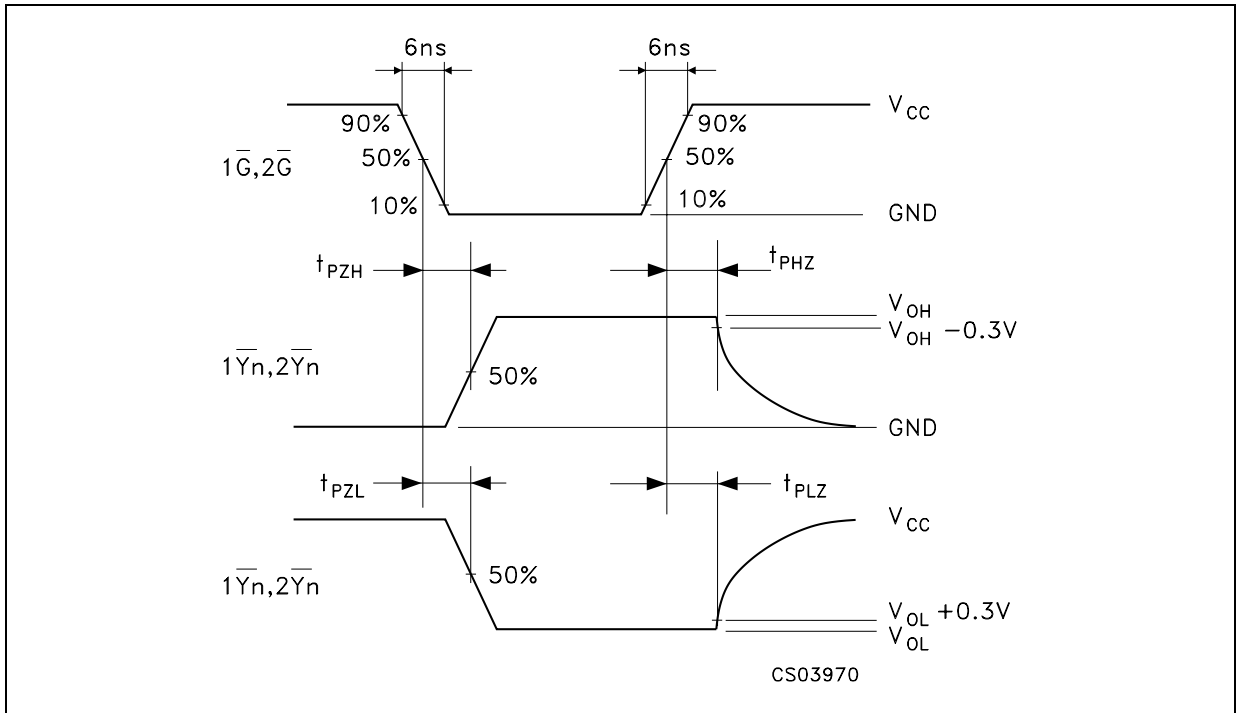 6ns 6ns
V_CC
90% 90%
1G̅,2G̅ 50% 50%
10% 10%
GND
t_PZH t_PHZ
V_OH
V_OH −0.3V
1Y̅n̅,2Y̅n̅ 50%
GND
t_PZL t_PLZ
V_CC
1Y̅n̅,2Y̅n̅ 50%
V_OL +0.3V
V_OL
CS03970